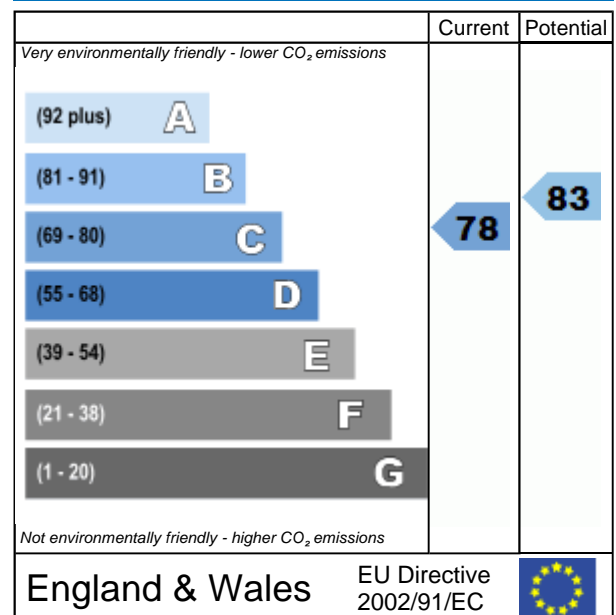 Current Potential
Very environmentally friendly - lower CO₂ emissions
(92 plus) A
(81 - 91) B
83
(69 - 80) C
78
(55 - 68) D
(39 - 54) E
(21 - 38) F
(1 - 20) G
Not environmentally friendly - higher CO₂ emissions
England & Wales
EU Directive
2002/91/EC